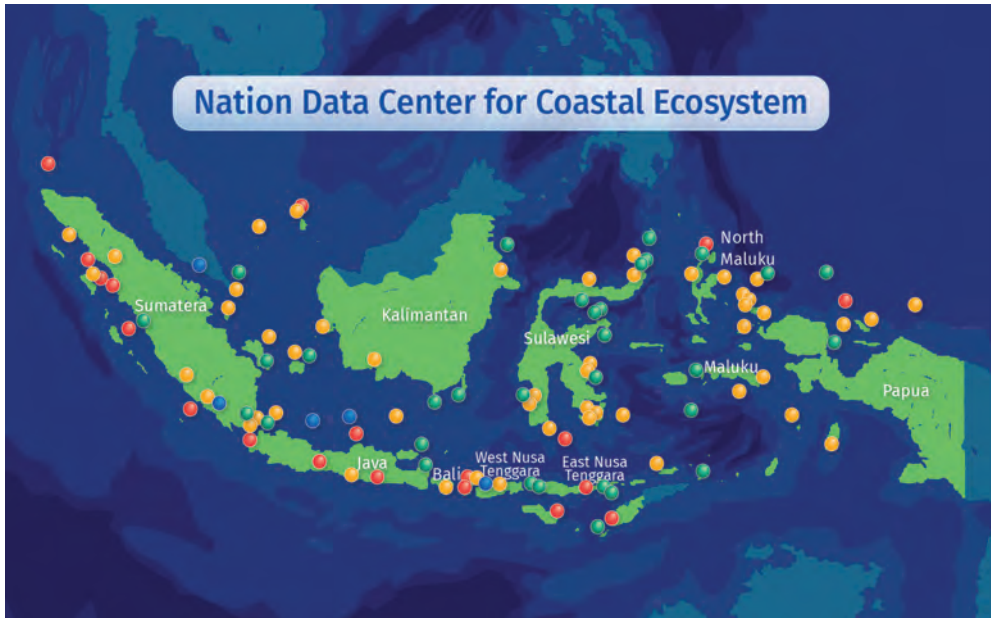 Nation Data Center for Coastal Ecosystem
North
Maluku
Sumatera
Kalimantan
Sulawesi
Maluku
Papua
Java
Bali
West Nusa
Tenggara
East Nusa
Tenggara